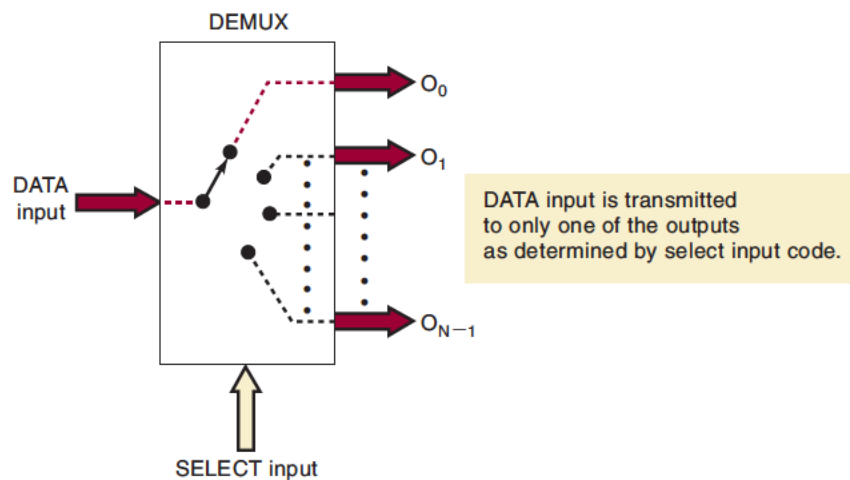 DEMUX
O₀
O₁
DATA
input
DATA input is transmitted
to only one of the outputs
as determined by select input code.
O_N−1
SELECT input